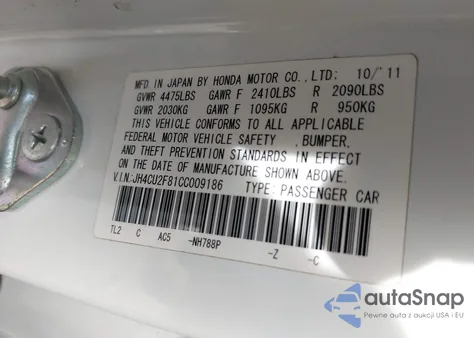 MFD IN JAPAN BY HONDA MOTOR CO., LTD: 10/'11
GVWR 4475LBS GAWR F 2410LBS R 2090LBS
GVWR 2030KG GAWR F 1095KG R 950KG
THIS VEHICLE CONFORMS TO ALL APPLICABLE
FEDERAL MOTOR VEHICLE SAFETY ,BUMPER,
AND THEFT PREVENTION STANDARDS IN EFFECT
ON THE DATE OF MANUFACTURE SHOWN ABOVE.
V.I.N:JH4CU2F81CC009186 TYPE: PASSENGER CAR
TL2 C AC5 -NH788P -Z -C
autoSnap
Pewne auta z aukcji USA i EU